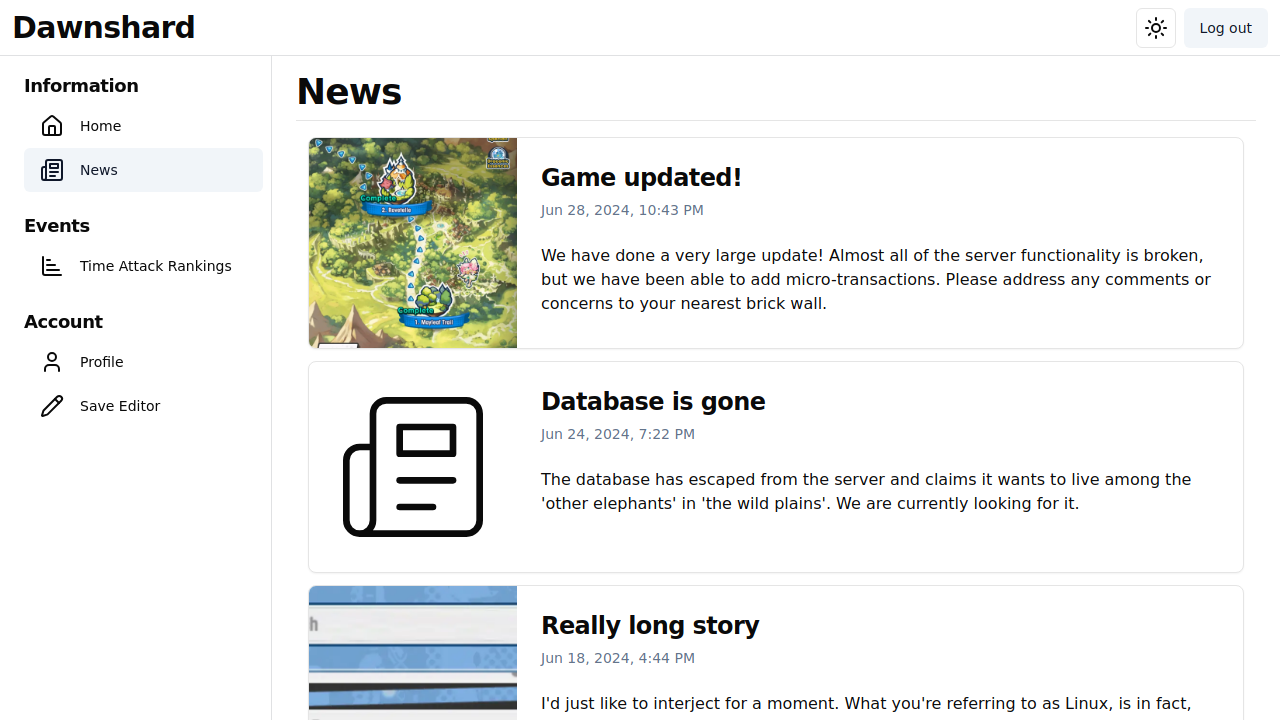 Dawnshard
Log out
Information
Home
News
Events
Time Attack Rankings
Account
Profile
Save Editor
News
Complete
2. Rovetelle
Complete
1. Mayleaf Trail
Game updated!
Jun 28, 2024, 10:43 PM
We have done a very large update! Almost all of the server functionality is broken,
but we have been able to add micro-transactions. Please address any comments or
concerns to your nearest brick wall.
Database is gone
Jun 24, 2024, 7:22 PM
The database has escaped from the server and claims it wants to live among the
'other elephants' in 'the wild plains'. We are currently looking for it.
h
Really long story
Jun 18, 2024, 4:44 PM
I'd just like to interject for a moment. What you're referring to as Linux, is in fact,